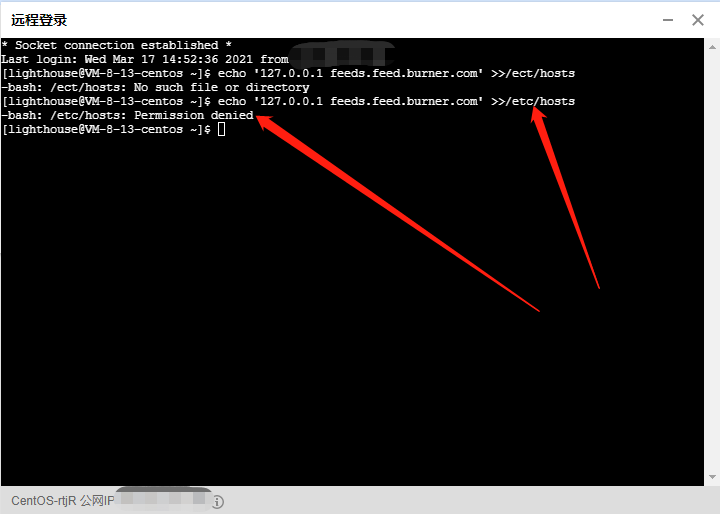 远程登录
* Socket connection established *
Last login: Wed Mar 17 14:52:36 2021 from
[lighthouse@VM-8-13-centos ~]$ echo '127.0.0.1 feeds.feed.burner.com' >>/ect/hosts
-bash: /ect/hosts: No such file or directory
[lighthouse@VM-8-13-centos ~]$ echo '127.0.0.1 feeds.feed.burner.com' >>/etc/hosts
-bash: /etc/hosts: Permission denied
[lighthouse@VM-8-13-centos ~]$
CentOS-rtjR 公网IP